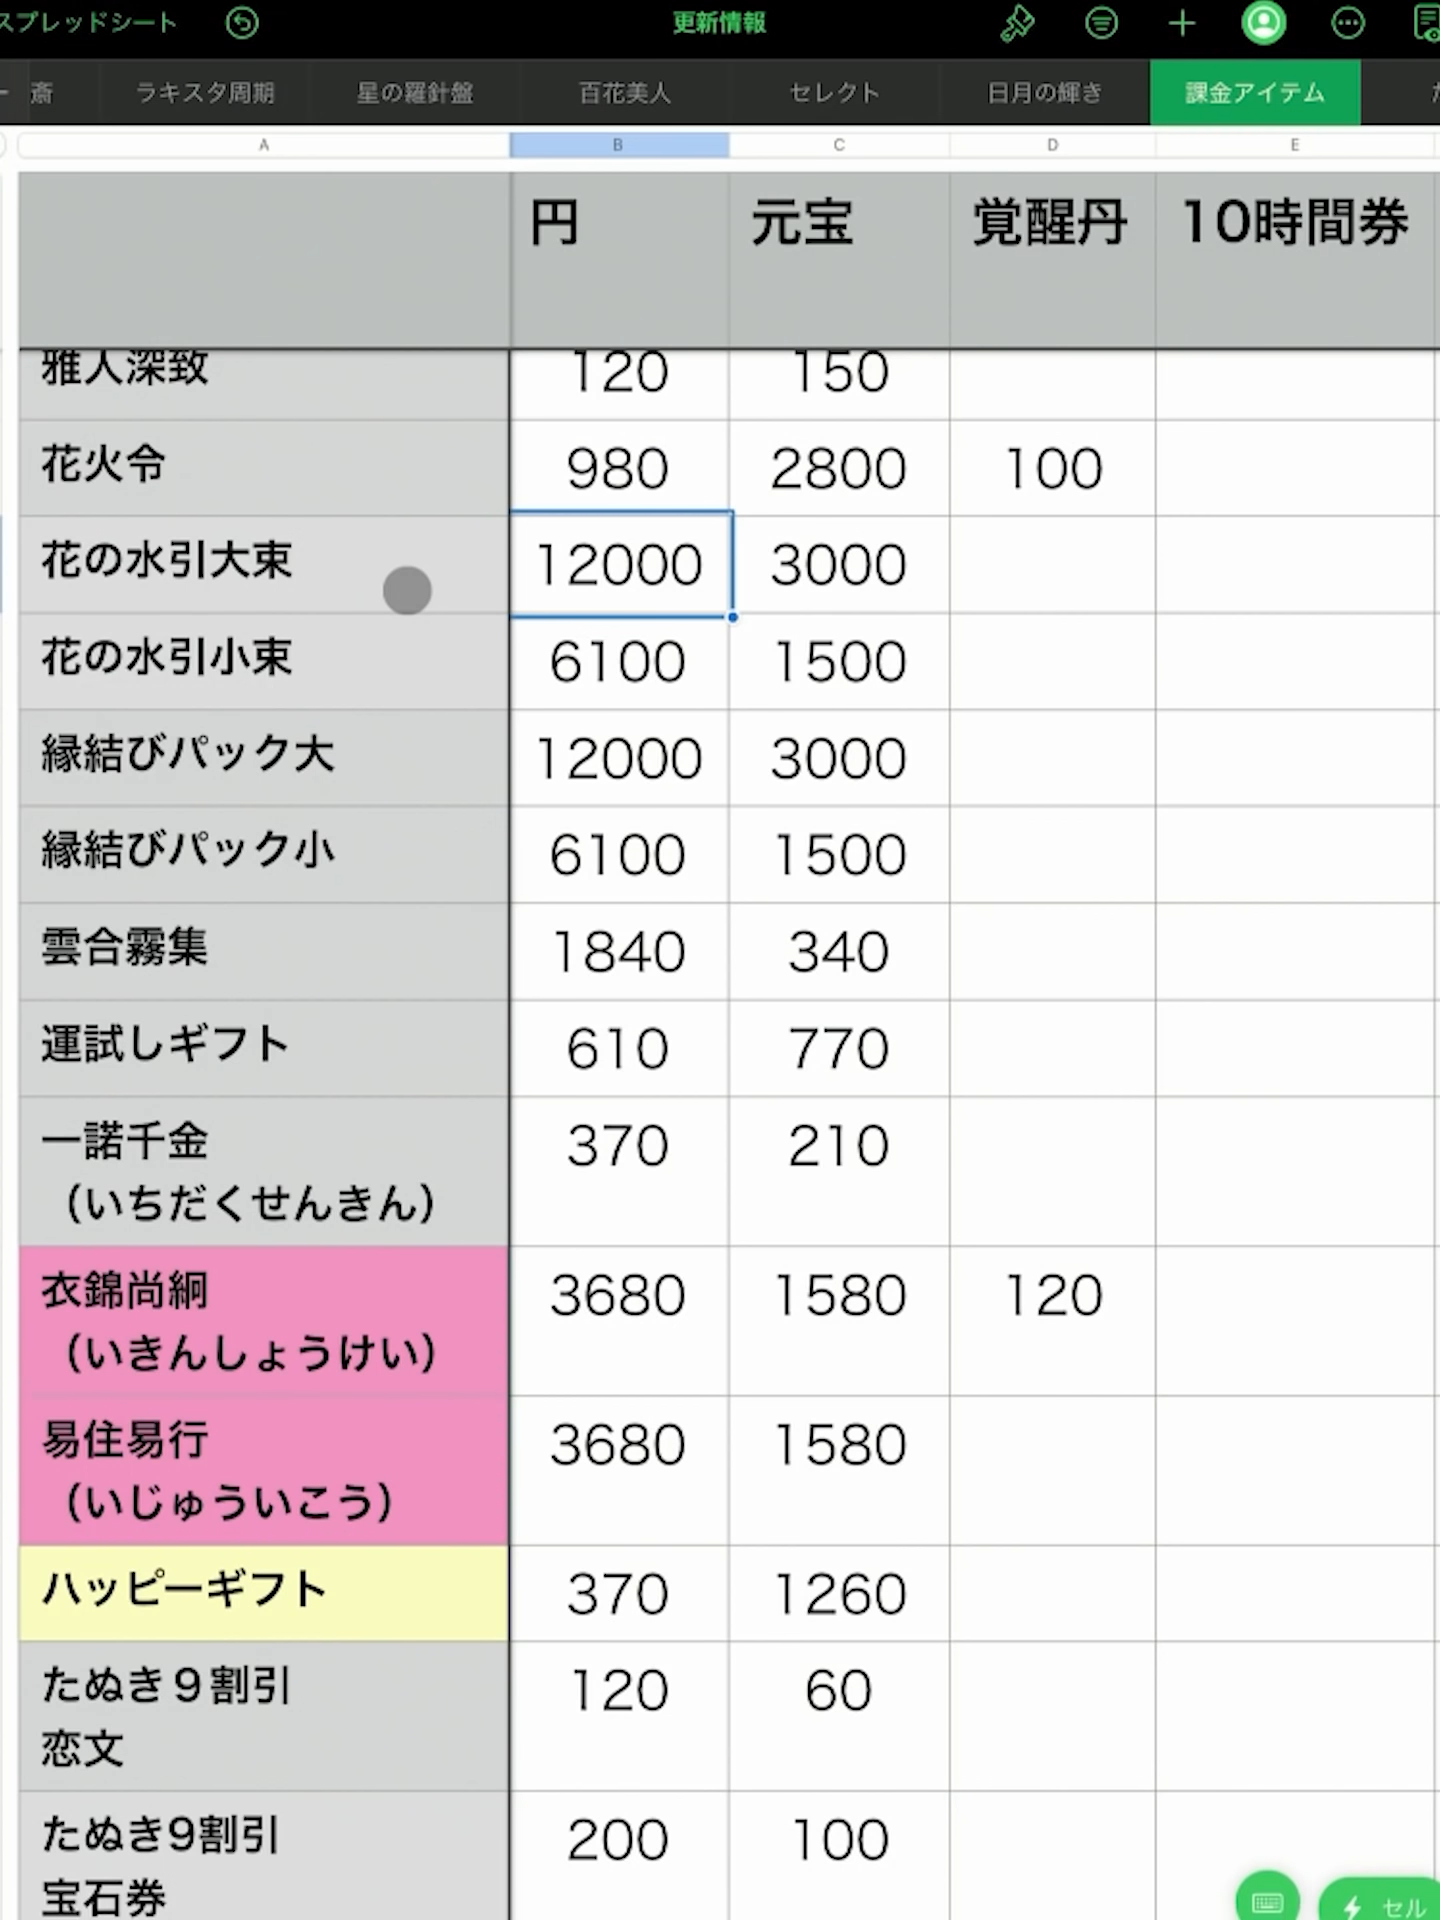 スプレッドシート 更新情報
斎 ラキスタ周期 星の羅針盤 百花美人 セレクト 日月の輝き 課金アイテム
A B C D E
円 元宝 覚醒丹 10時間券
雅人深致 120 150
花火令 980 2800 100
花の水引大束 12000 3000
花の水引小束 6100 1500
縁結びパック大 12000 3000
縁結びパック小 6100 1500
雲合霧集 1840 340
運試しギフト 610 770
一諾千金 370 210
（いちだくせんきん）
衣錦尚絅 3680 1580 120
（いきんしょうけい）
易住易行 3680 1580
（いじゅういこう）
ハッピーギフト 370 1260
たぬき９割引 120 60
恋文
たぬき9割引 200 100
宝石券
セル